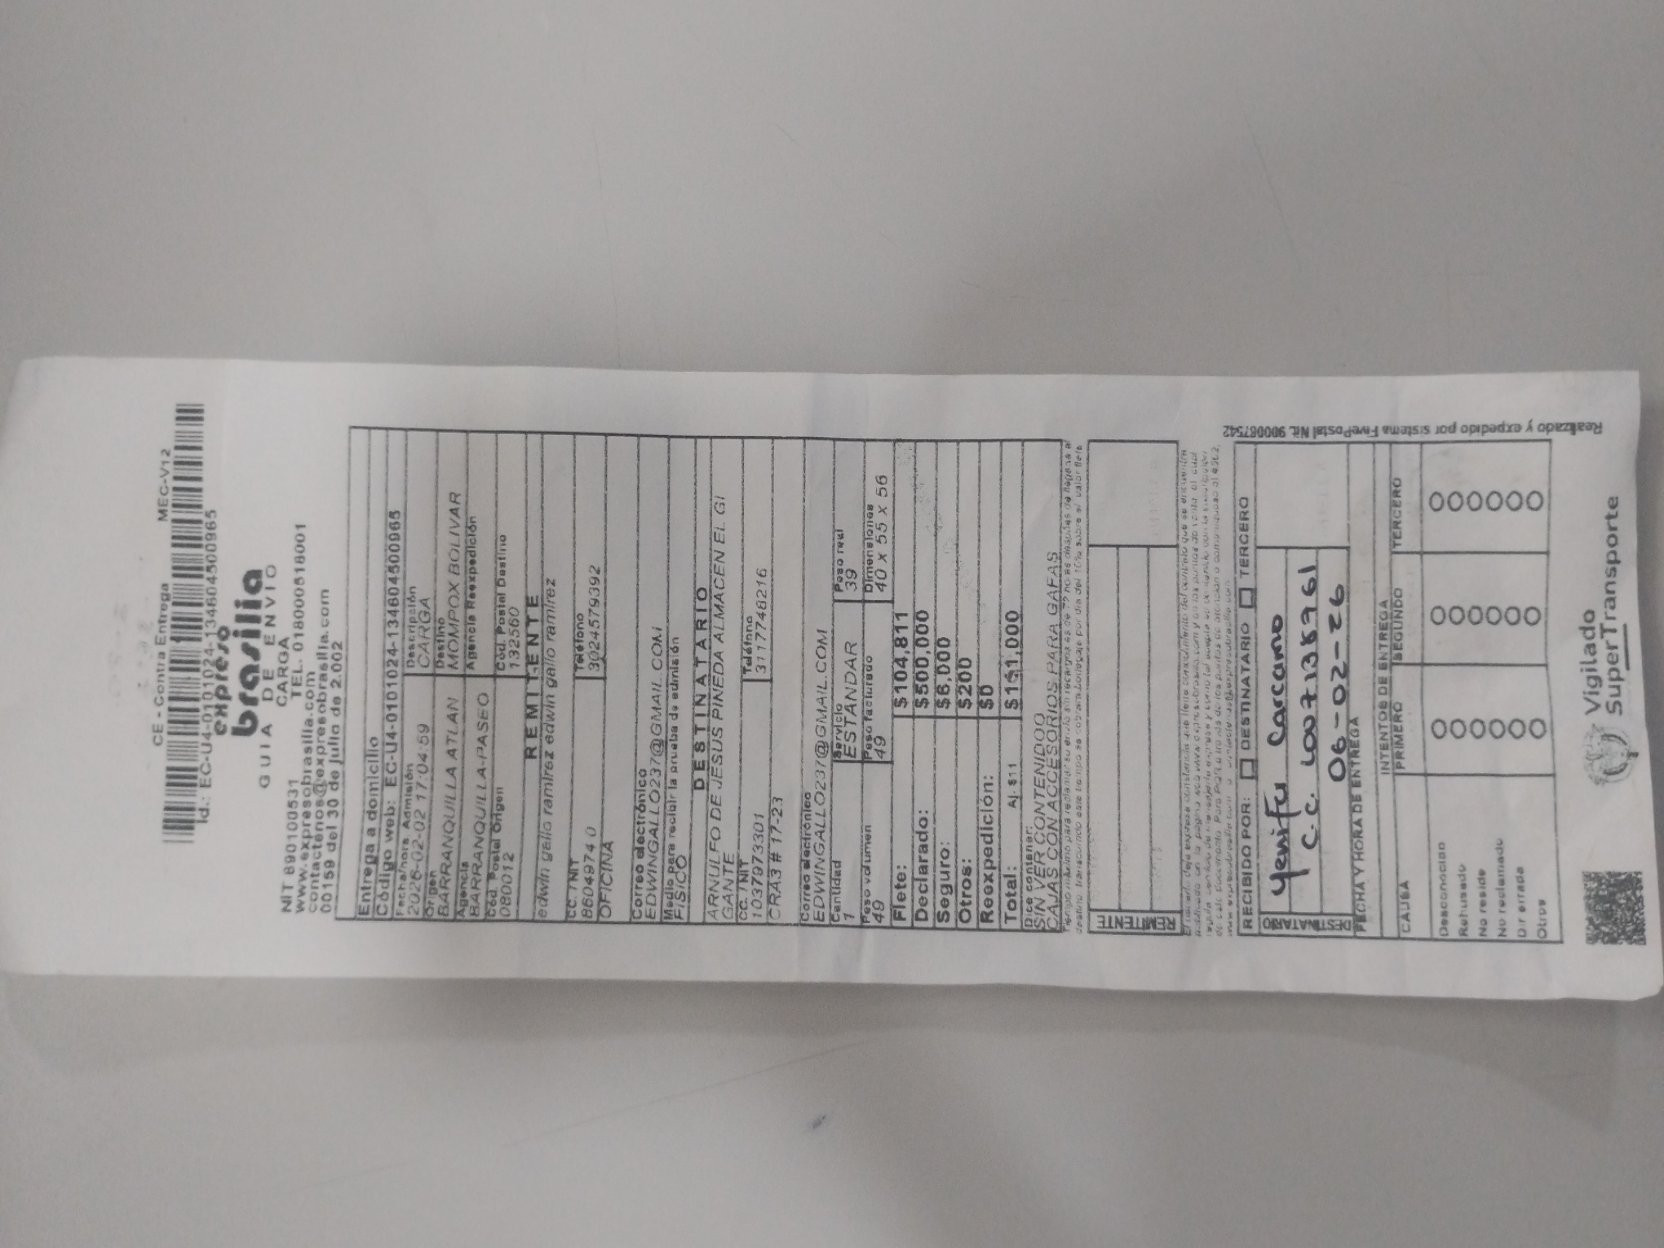 CE - Contra Entrega MEC-V12
Id.: EC-U4-0101024-134604500965
expreso
brasilia
GUIA DE ENVIO
CARGA
NIT 890100531 TEL. 018000518001
www.expresobrasilia.com
contactenos@expresobrasilia.com
00159 del 30 de julio de 2.002
Entrega a domicilio
Código web: EC-U4-0101024-134604500965
Fecha/hora Admisión Descripción
2026-02-02 17:04:59 CARGA
Origen Destino
BARRANQUILLA ATLAN MOMPOX BOLIVAR
Agencia Agencia Reexpedición
BARRANQUILLA-PASEO
Cód. Postal Origen Cód. Postal Destino
080012 132560
REMITENTE
edwin gallo ramirez edwin gallo ramirez
CC. / NIT Teléfono
8604974 0 3024579392
OFICINA
Correo electrónico
EDWINGALLO237@GMAIL.COM
Medio para recibir la prueba de admisión
FISICO
DESTINATARIO
ARNULFO DE JESUS PINEDA ALMACEN EL GI
GANTE
CC. / NIT Teléfono
1037973301 3117748216
CRA3 # 17-23
Correo electrónico
EDWINGALLO237@GMAIL.COM
Cantidad Servicio Peso real
1 ESTANDAR 39
Peso volumen Peso facturado Dimensiones
49 49 40 x 55 x 56
Flete: $104,811
Declarado: $500,000
Seguro: $6,000
Otros: $200
Reexpedición: $0
Total: Aj. 811 $111,000
Dice contener:
SIN VER CONTENIDO
CAJAS CON ACCESORIOS PARA GAFAS
REMITENTE
RECIBIDO POR: DESTINATARIO TERCERO
DESTINATARIO
Yenifer Carcamo
C.C. 1007138761
06-02-26
FECHA Y HORA DE ENTREGA
INTENTOS DE ENTREGA
CAUSA PRIMERO SEGUNDO TERCERO
Desconocido
Rehusado
No reside
No reclamado
Dir errada
Otros
Realizado y expedido por sistema FivePostal Nit. 900087542
Vigilado
SuperTransporte